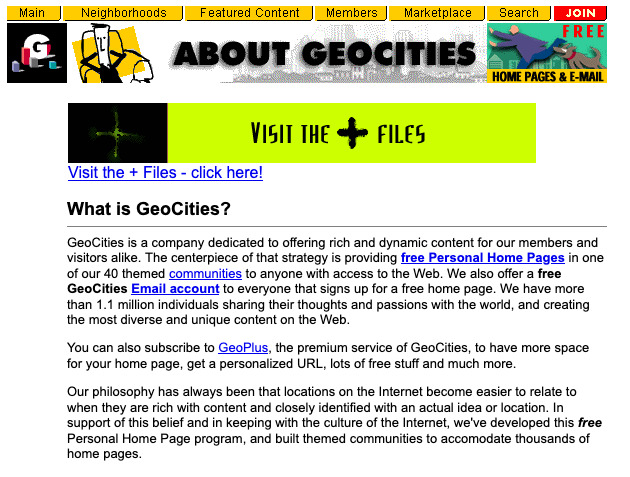 Main
Neighborhoods
Featured Content
Members
Marketplace
Search
JOIN
G
ABOUT GEOCITIES
FREE
HOME PAGES & E-MAIL
VISIT THE + FILES
Visit the + Files - click here!
What is GeoCities?
GeoCities is a company dedicated to offering rich and dynamic content for our members and
visitors alike. The centerpiece of that strategy is providing free Personal Home Pages in one
of our 40 themed communities to anyone with access to the Web. We also offer a free
GeoCities Email account to everyone that signs up for a free home page. We have more
than 1.1 million individuals sharing their thoughts and passions with the world, and creating
the most diverse and unique content on the Web.
You can also subscribe to GeoPlus, the premium service of GeoCities, to have more space
for your home page, get a personalized URL, lots of free stuff and much more.
Our philosophy has always been that locations on the Internet become easier to relate to
when they are rich with content and closely identified with an actual idea or location. In
support of this belief and in keeping with the culture of the Internet, we've developed this free
Personal Home Page program, and built themed communities to accomodate thousands of
home pages.